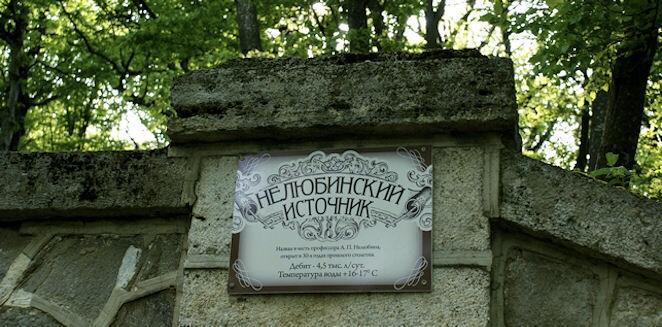 НЕЛЮБИНСКИЙ
ИСТОЧНИК
Назван в честь профессора А. П. Нелюбина,
открыт в 30-х годах прошлого столетия.
Дебит - 4,5 тыс. л/сут.
Температура воды +16-17° С